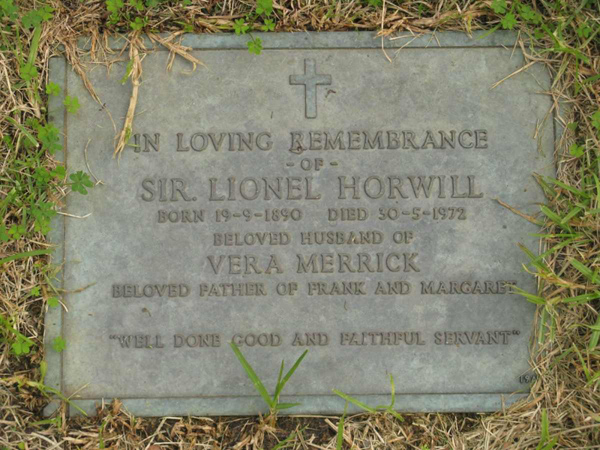 IN LOVING REMEMBRANCE
- OF -
SIR. LIONEL HORWILL
BORN 19-9-1890 DIED 30-5-1972
BELOVED HUSBAND OF
VERA MERRICK
BELOVED FATHER OF FRANK AND MARGARET
"WELL DONE GOOD AND FAITHFUL SERVANT"